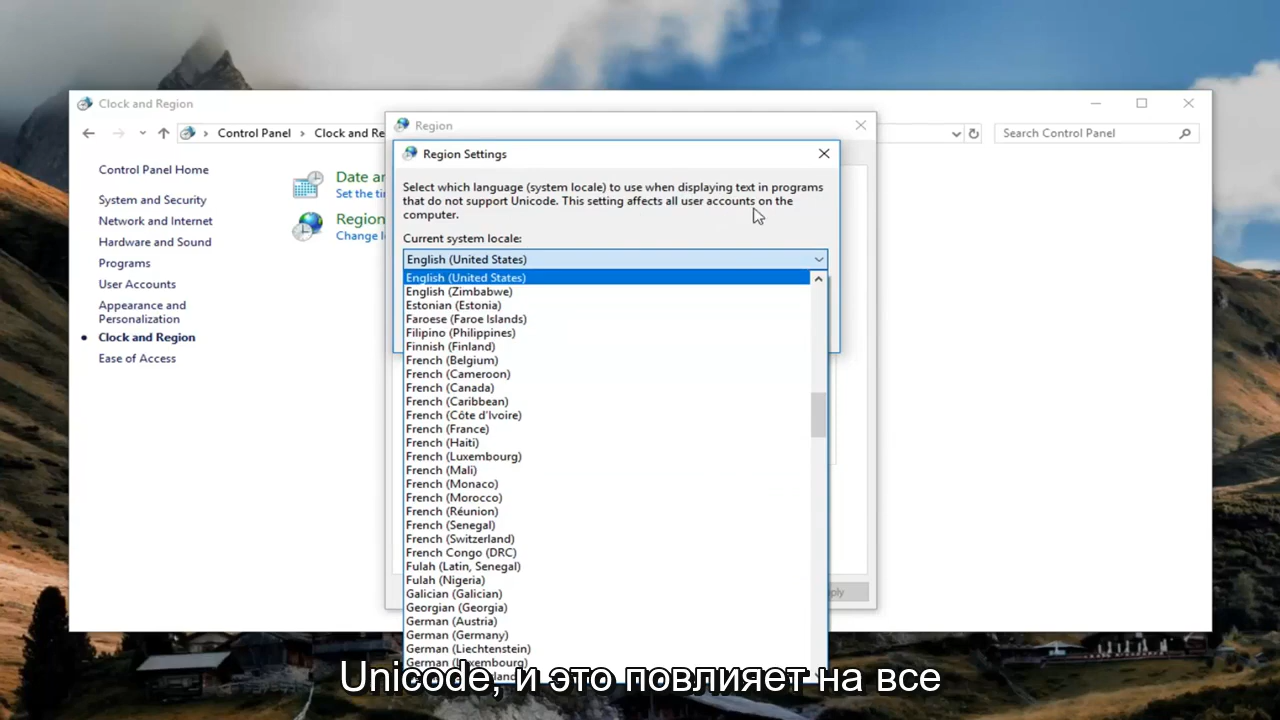 Clock and Region
Control Panel
Clock and Re
Search Control Panel
Control Panel Home
System and Security
Network and Internet
Hardware and Sound
Programs
User Accounts
Appearance and
Personalization
Clock and Region
Ease of Access
Date an
Set the ti
Region
Change l
Region
Region Settings
Select which language (system locale) to use when displaying text in programs
that do not support Unicode. This setting affects all user accounts on the
computer.
Current system locale:
English (United States)
English (United States)
English (Zimbabwe)
Estonian (Estonia)
Faroese (Faroe Islands)
Filipino (Philippines)
Finnish (Finland)
French (Belgium)
French (Cameroon)
French (Canada)
French (Caribbean)
French (Côte d'Ivoire)
French (France)
French (Haiti)
French (Luxembourg)
French (Mali)
French (Monaco)
French (Morocco)
French (Réunion)
French (Senegal)
French (Switzerland)
French Congo (DRC)
Fulah (Latin, Senegal)
Fulah (Nigeria)
Galician (Galician)
Georgian (Georgia)
German (Austria)
German (Germany)
German (Liechtenstein)
German (Luxembourg)
Unicode, и это повлияет на все